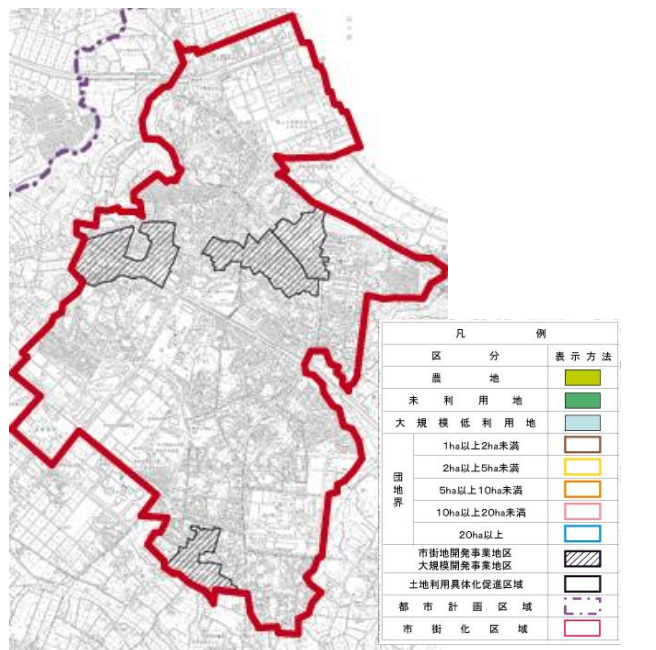 凡 例
区 分 表示方法
農 地
未 利 用 地
大 規 模 低 利 用 地
団地界
1ha以上2ha未満
2ha以上5ha未満
5ha以上10ha未満
10ha以上20ha未満
20ha以上
市街地開発事業地区
大規模開発事業地区
土地利用具体化促進区域
都 市 計 画 区 域
市 街 化 区 域